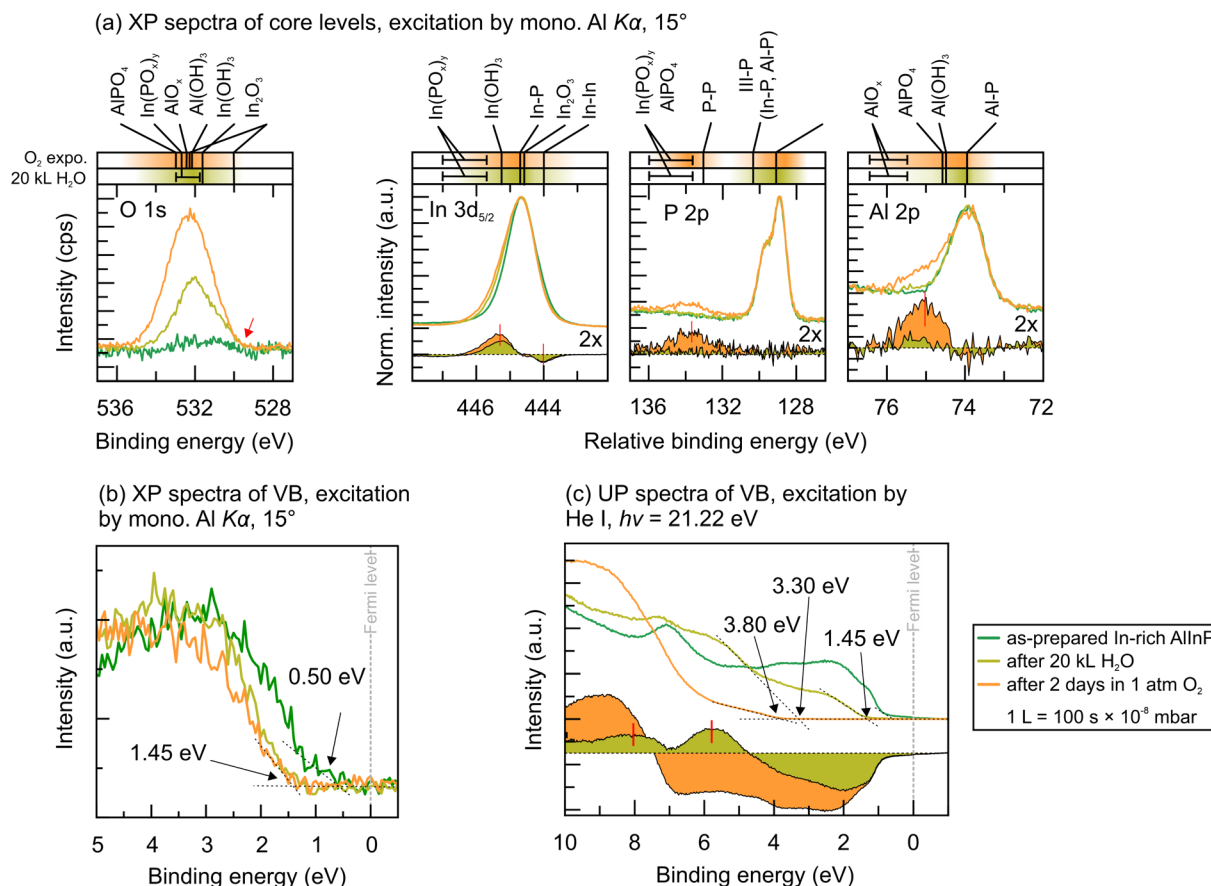 (a) XP sepctra of core levels, excitation by mono. Al Kα, 15°
AlPO₄
In(POₓ)ᵧ
AlOₓ
Al(OH)₃
In(OH)₃
In₂O₃
In(POₓ)ᵧ
In(OH)₃
In-P
In₂O₃
In-In
In(POₓ)ᵧ
AlPO₄
P-P
III-P
(In-P, Al-P)
AlOₓ
AlPO₄
Al(OH)₃
Al-P
O₂ expo.
20 kL H₂O
O 1s
In 3d₅/₂
P 2p
Al 2p
Intensity (cps)
Norm. intensity (a.u.)
2x
2x
2x
536 532 528
446 444
136 132 128
76 74 72
Binding energy (eV)
Relative binding energy (eV)
(b) XP spectra of VB, excitation
by mono. Al Kα, 15°
Intensity (a.u.)
Fermi level
0.50 eV
1.45 eV
5 4 3 2 1 0
Binding energy (eV)
(c) UP spectra of VB, excitation by
He I, hν = 21.22 eV
Intensity (a.u.)
Fermi level
3.30 eV
3.80 eV
1.45 eV
10 8 6 4 2 0
Binding energy (eV)
as-prepared In-rich AlInP
after 20 kL H₂O
after 2 days in 1 atm O₂
1 L = 100 s × 10⁻⁸ mbar